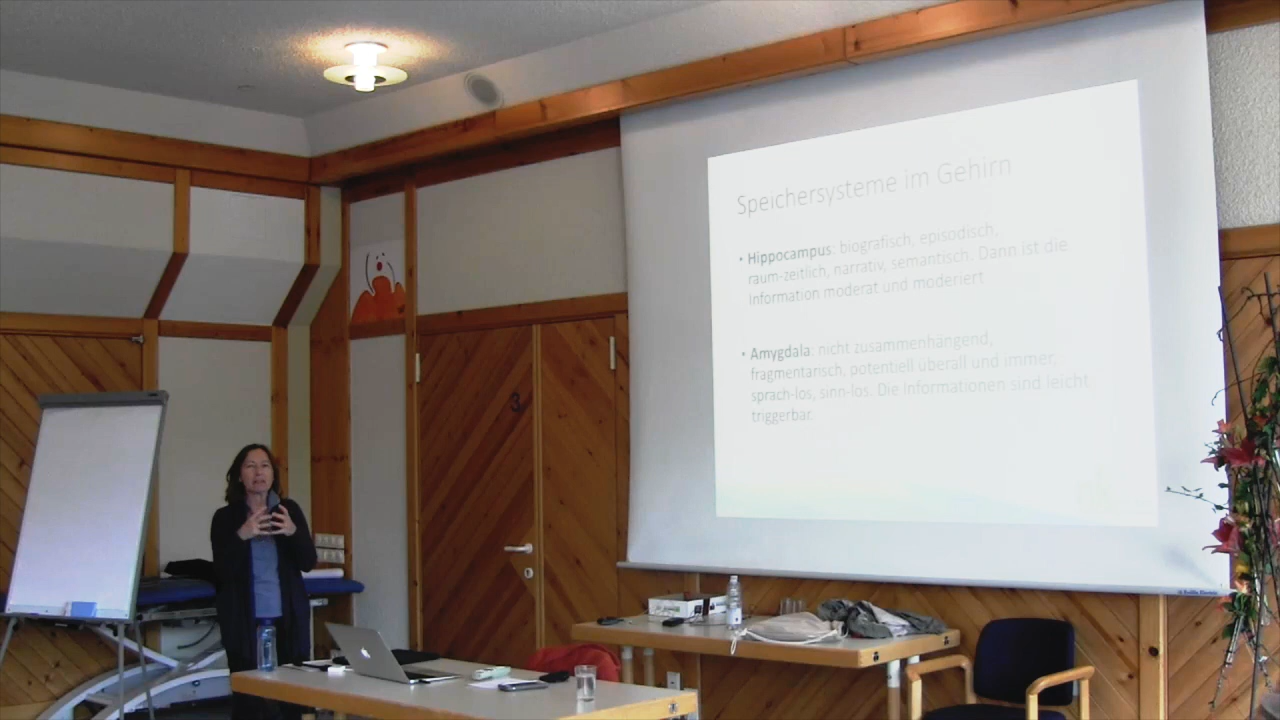 Speichersysteme im Gehirn
• Hippocampus: biografisch, episodisch,
raum-zeitlich, narrativ, semantisch. Dann ist die
Information moderat und moderiert
• Amygdala: nicht zusammenhängend,
fragmentarisch, potentiell überall und immer,
sprach-los, sinn-los. Die Informationen sind leicht
triggerbar.
3